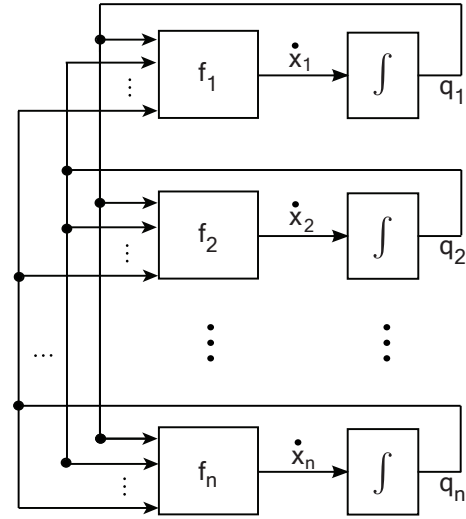 f₁ ẋ₁ ∫ q₁
⋮
f₂ ẋ₂ ∫ q₂
⋮
⋮ ⋮
...
fₙ ẋₙ ∫ qₙ
⋮